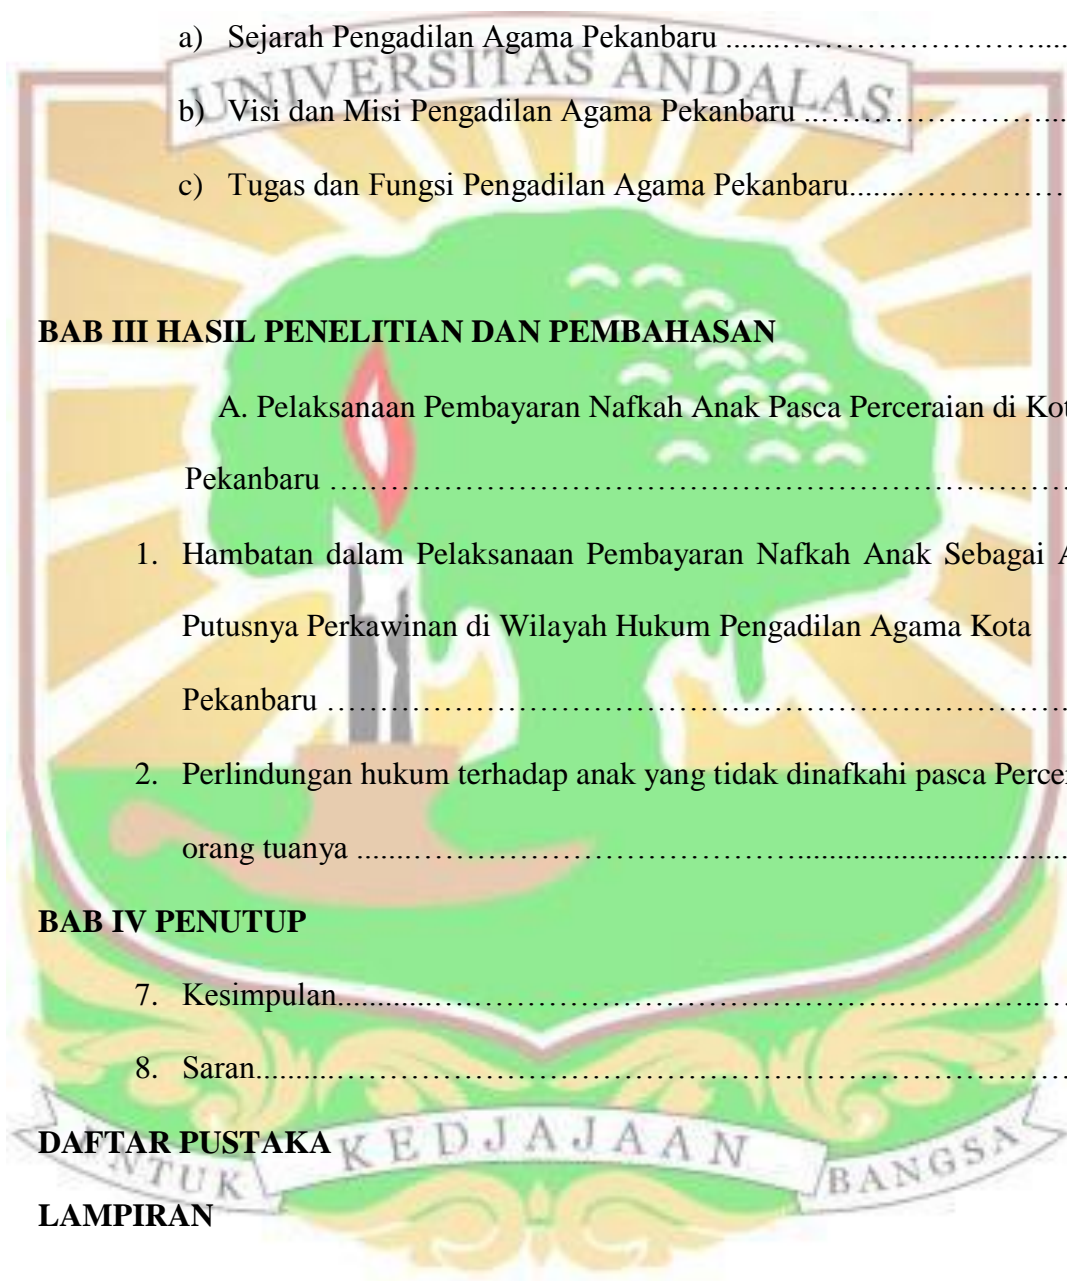 a) Sejarah Pengadilan Agama Pekanbaru .......…………………….....
UNIVERSITAS ANDALAS
b) Visi dan Misi Pengadilan Agama Pekanbaru ..…………………....
c) Tugas dan Fungsi Pengadilan Agama Pekanbaru.......………………
BAB III HASIL PENELITIAN DAN PEMBAHASAN
A. Pelaksanaan Pembayaran Nafkah Anak Pasca Perceraian di
Pekanbaru ……………………………………………………………….
1. Hambatan dalam Pelaksanaan Pembayaran Nafkah Anak Sebagai
Putusnya Perkawinan di Wilayah Hukum Pengadilan Agama Kota
Pekanbaru ……………………………………………………………….
2. Perlindungan hukum terhadap anak yang tidak dinafkahi pasca
orang tuanya .......………………………………..................................
BAB IV PENUTUP
7. Kesimpulan............……………………………………….…………..…
8. Saran..........………………………………………………………………
DAFTAR PUSTAKA
UNTUK KEDJAJAAN BANGSA
LAMPIRAN